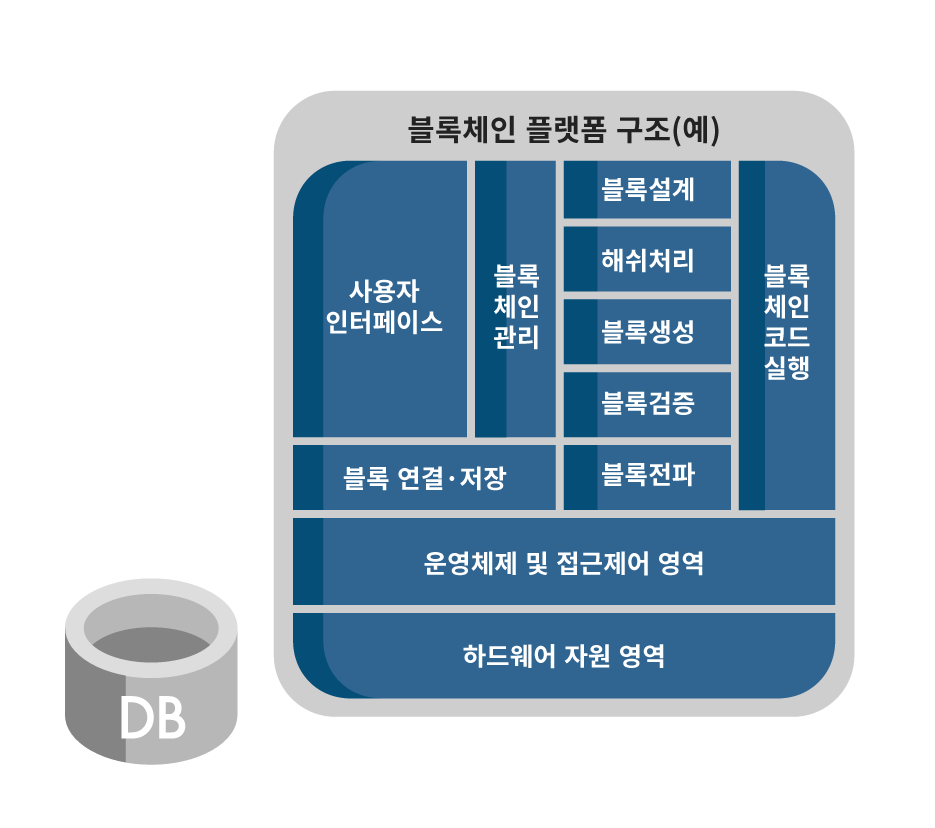 블록체인 플랫폼 구조(예)
사용자
인터페이스
블록
체인
관리
블록설계
해쉬처리
블록생성
블록검증
블록전파
블록
체인
코드
실행
블록 연결·저장
운영체제 및 접근제어 영역
하드웨어 자원 영역
DB